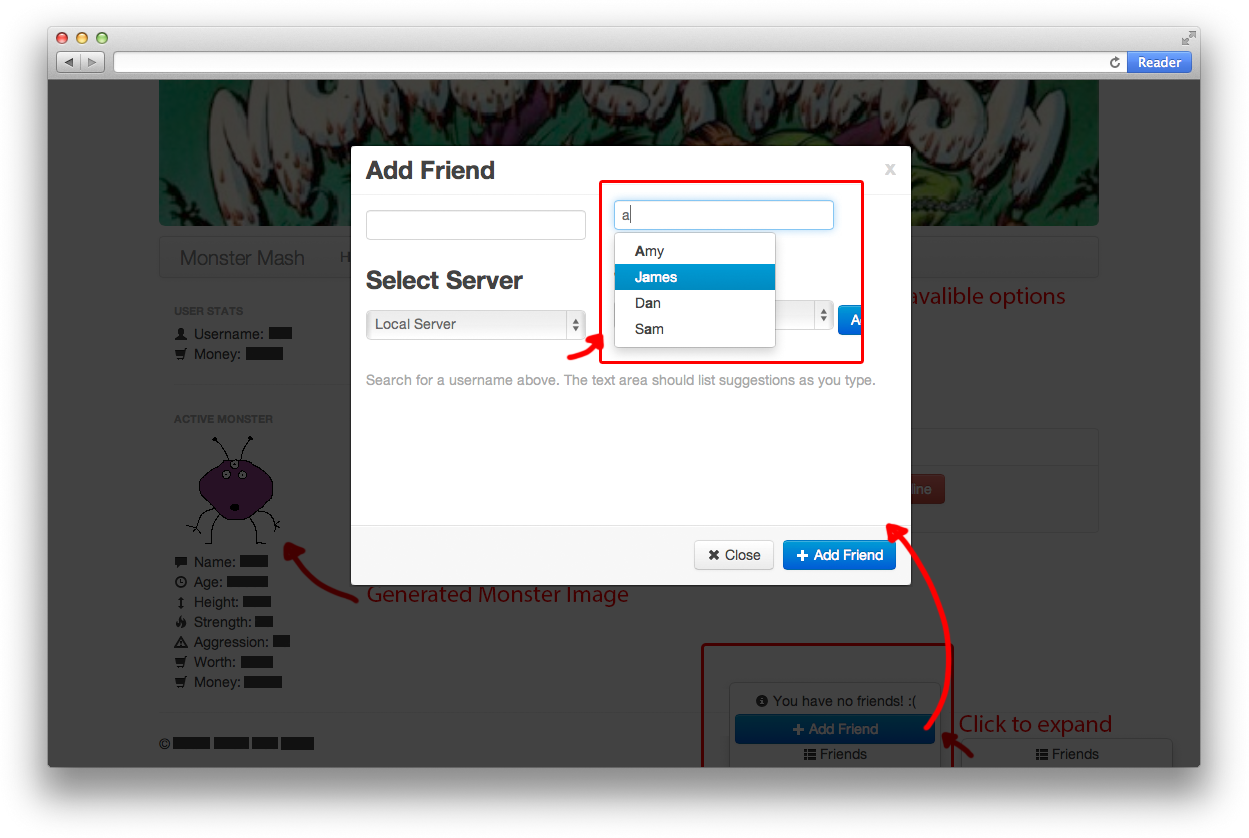 Reader
Add Friend
x
a
Amy
James
Dan
Sam
Select Server
Local Server
A
Search for a username above. The text area should list suggestions as you type.
Close
Add Friend
Monster Mash
H
USER STATS
Username:
Money:
avalible options
ACTIVE MONSTER
line
Name:
Age:
Height:
Strength:
Aggression:
Worth:
Money:
Generated Monster Image
You have no friends! :(
Add Friend
Friends
Click to expand
Friends
©